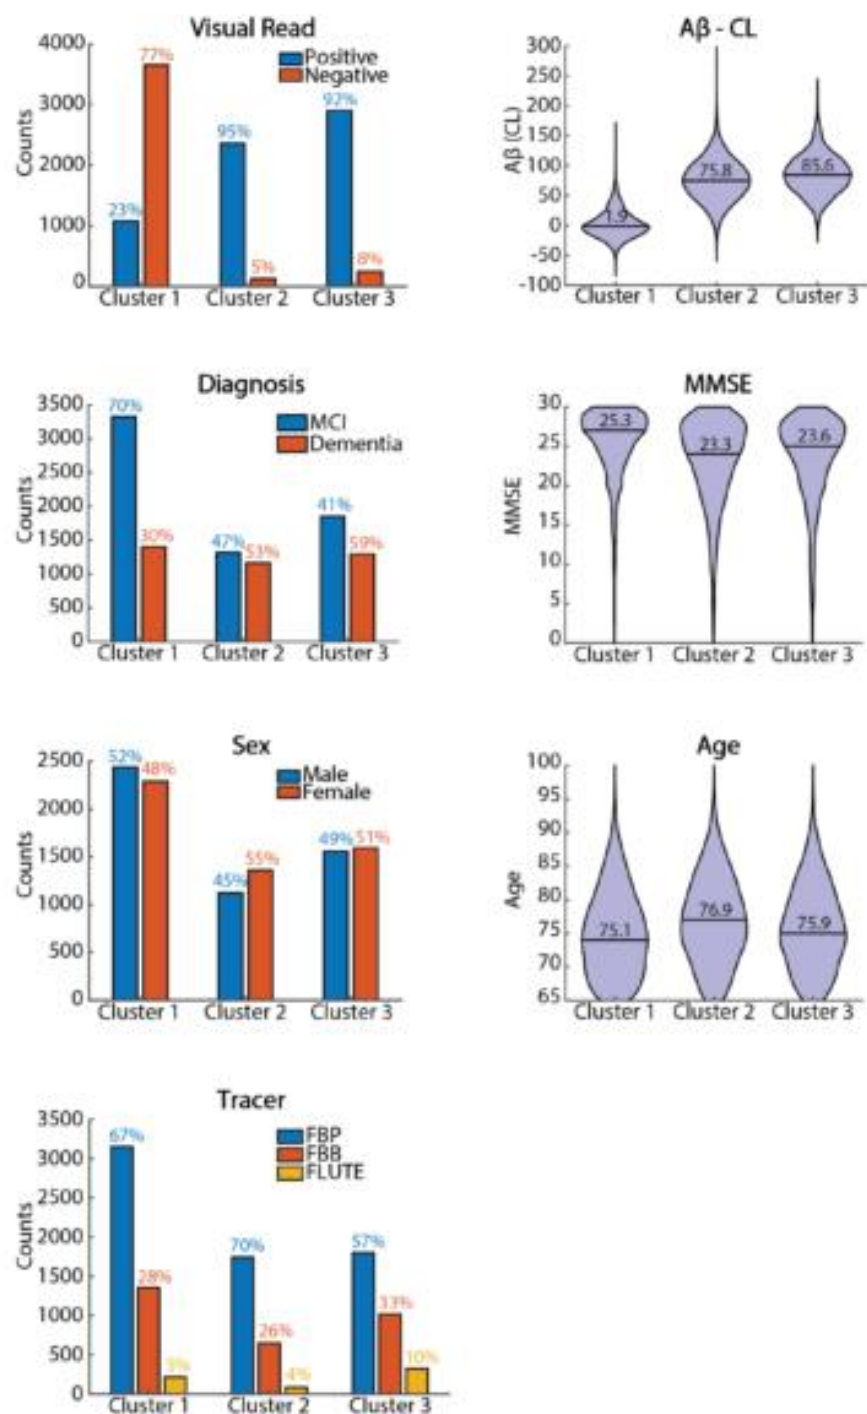 Visual Read
Counts
4000
3000
2000
1000
0
Positive
Negative
23%
77%
95%
5%
92%
8%
Cluster 1
Cluster 2
Cluster 3
Aβ - CL
Aβ (CL)
300
250
200
150
100
50
0
-50
-100
1.9
75.8
85.6
Cluster 1
Cluster 2
Cluster 3
Diagnosis
Counts
3500
3000
2500
2000
1500
1000
500
0
MCI
Dementia
70%
30%
47%
53%
41%
59%
Cluster 1
Cluster 2
Cluster 3
MMSE
MMSE
30
25
20
15
10
5
0
25.3
23.3
23.6
Cluster 1
Cluster 2
Cluster 3
Sex
Counts
2500
2000
1500
1000
500
0
Male
Female
52%
48%
45%
55%
49%
51%
Cluster 1
Cluster 2
Cluster 3
Age
Age
100
95
90
85
80
75
70
65
75.1
76.9
75.9
Cluster 1
Cluster 2
Cluster 3
Tracer
Counts
3500
3000
2500
2000
1500
1000
500
0
FBP
FBB
FLUTE
67%
28%
5%
70%
26%
4%
57%
33%
10%
Cluster 1
Cluster 2
Cluster 3